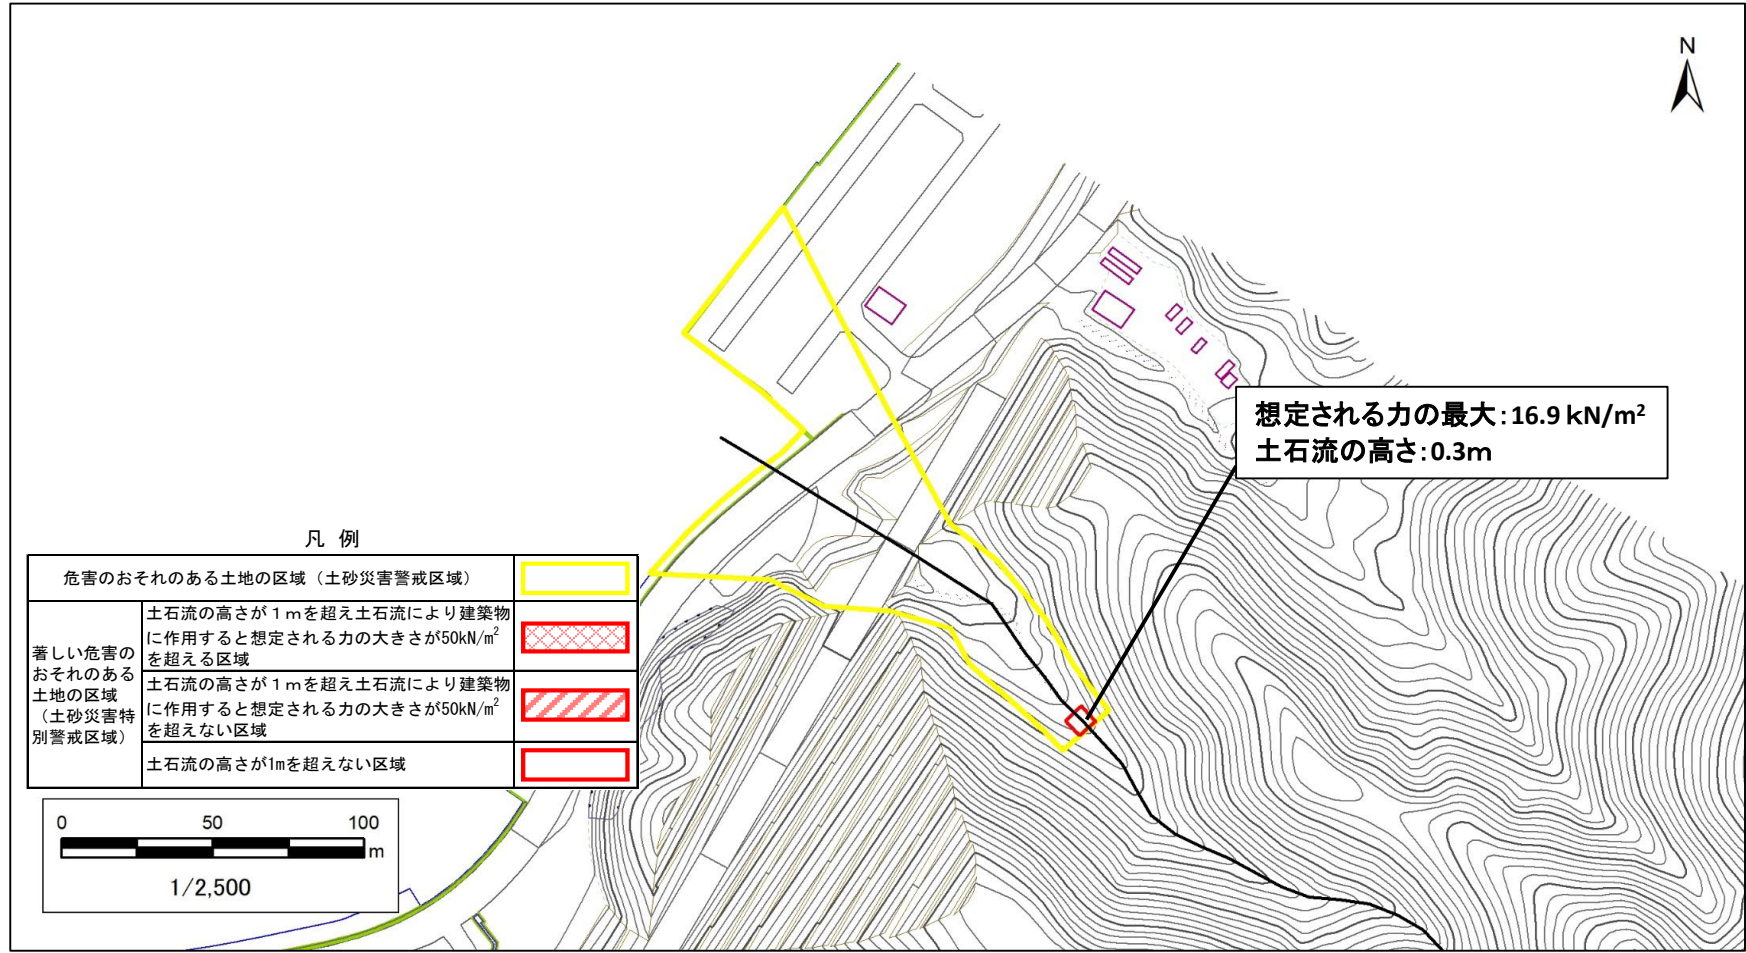 N
想定される力の最大：16.9 kN/m²
土石流の高さ：0.3m
凡 例
危害のおそれのある土地の区域（土砂災害警戒区域）
著しい危害の
おそれのある
土地の区域
（土砂災害特
別警戒区域）
土石流の高さが１ｍを超え土石流により建築物
に作用すると想定される力の大きさが50kN/m²
を超える区域
土石流の高さが１ｍを超え土石流により建築物
に作用すると想定される力の大きさが50kN/m²
を超えない区域
土石流の高さが1mを超えない区域
0 50 100
m
1/2,500